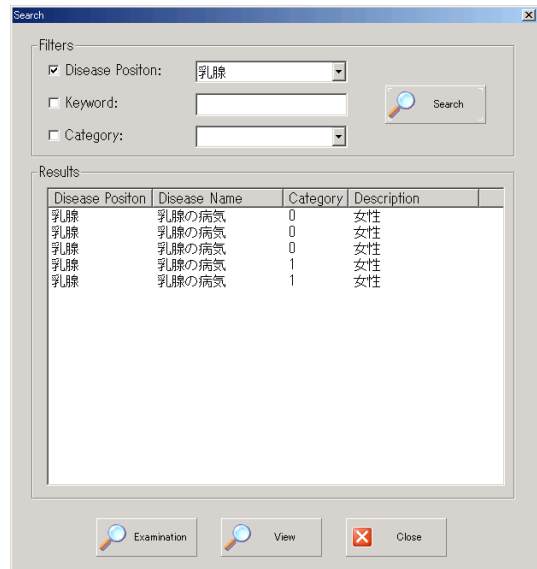 Search
Filters
Disease Positon: 乳腺
Keyword:
Search
Category:
Results
Disease Positon Disease Name Category Description
乳腺 乳腺の病気 0 女性
乳腺 乳腺の病気 0 女性
乳腺 乳腺の病気 0 女性
乳腺 乳腺の病気 1 女性
乳腺 乳腺の病気 1 女性
Examination View Close